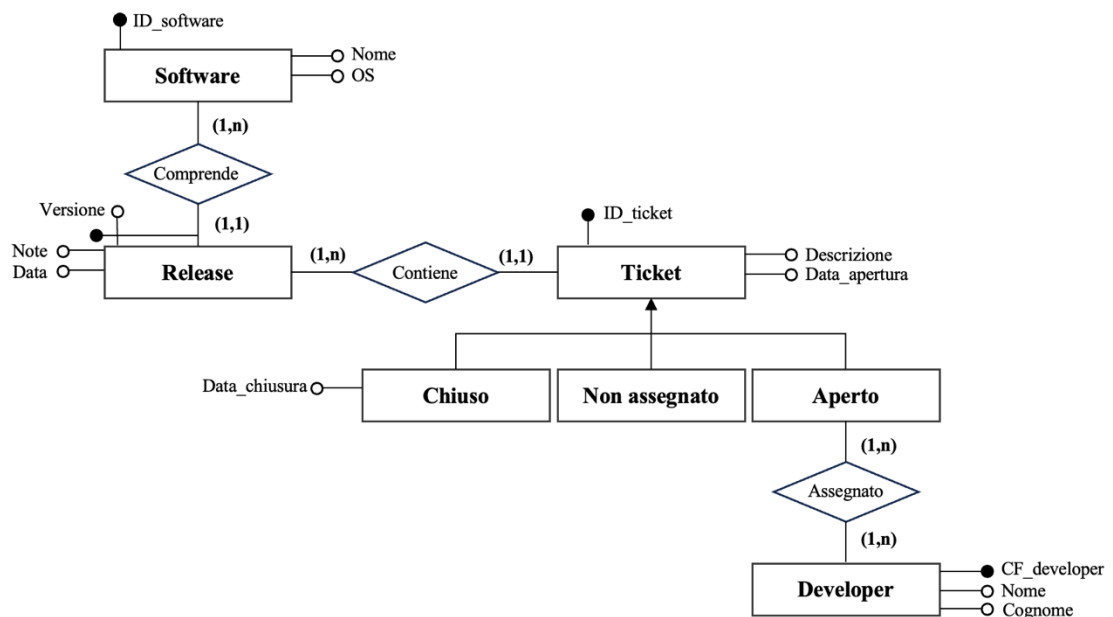 ID_software
Nome
Software
OS
(1,n)
Comprende
Versione
(1,1)
ID_ticket
Note
Data
Release
(1,n)
Contiene
(1,1)
Ticket
Descrizione
Data_apertura
Data_chiusura
Chiuso
Non assegnato
Aperto
(1,n)
Assegnato
(1,n)
CF_developer
Developer
Nome
Cognome